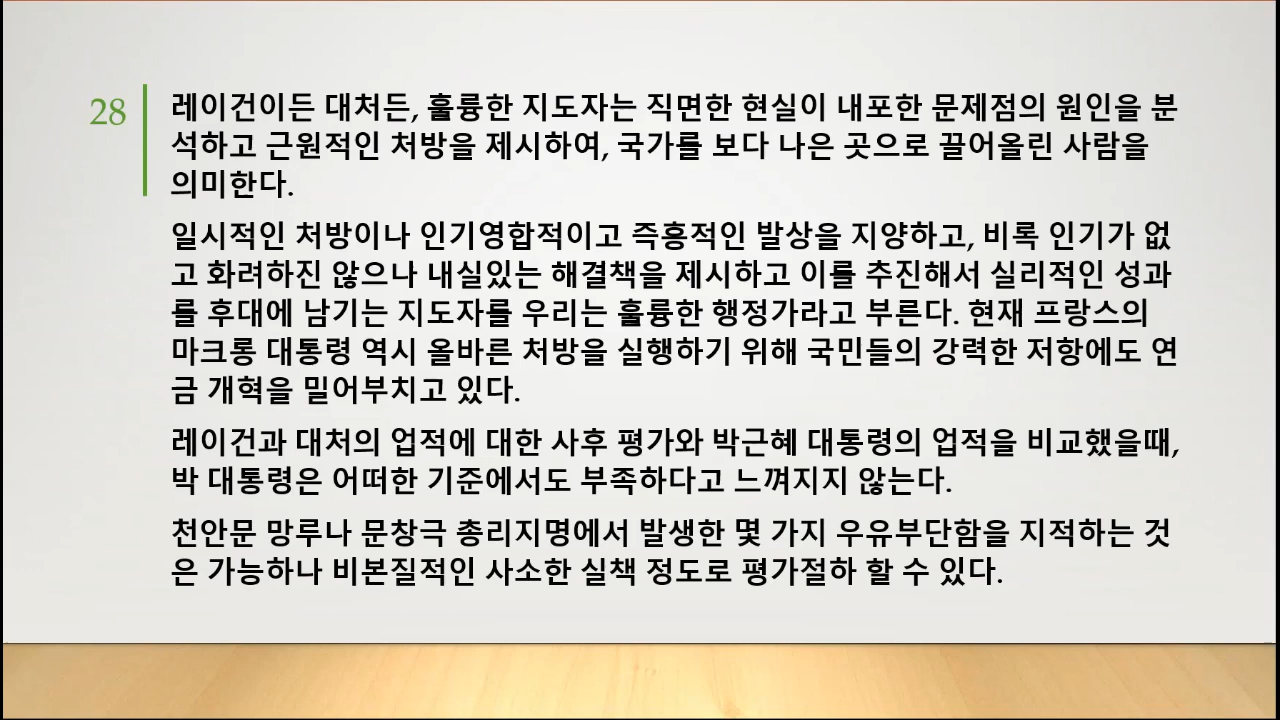 28
레이건이든 대처든, 훌륭한 지도자는 직면한 현실이 내포한 문제점의 원인을 분
석하고 근원적인 처방을 제시하여, 국가를 보다 나은 곳으로 끌어올린 사람을
의미한다.
일시적인 처방이나 인기영합적이고 즉흥적인 발상을 지양하고, 비록 인기가 없
고 화려하진 않으나 내실있는 해결책을 제시하고 이를 추진해서 실리적인 성과
를 후대에 남기는 지도자를 우리는 훌륭한 행정가라고 부른다. 현재 프랑스의
마크롱 대통령 역시 올바른 처방을 실행하기 위해 국민들의 강력한 저항에도 연
금 개혁을 밀어부치고 있다.
레이건과 대처의 업적에 대한 사후 평가와 박근혜 대통령의 업적을 비교했을때,
박 대통령은 어떠한 기준에서도 부족하다고 느껴지지 않는다.
천안문 망루나 문창극 총리지명에서 발생한 몇 가지 우유부단함을 지적하는 것
은 가능하나 비본질적인 사소한 실책 정도로 평가절하 할 수 있다.